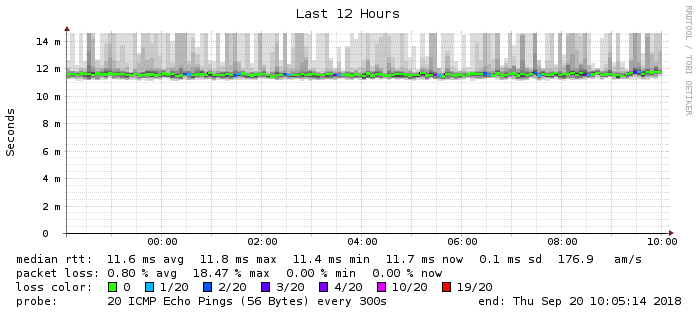 Last 12 Hours
RRDTOOL / TOBI OETIKER
Seconds
14 m
12 m
10 m
8 m
6 m
4 m
2 m
0
00:00 02:00 04:00 06:00 08:00 10:00
median rtt: 11.6 ms avg 11.8 ms max 11.4 ms min 11.7 ms now 0.1 ms sd 176.9 am/s
packet loss: 0.80 % avg 18.47 % max 0.00 % min 0.00 % now
loss color: 0 1/20 2/20 3/20 4/20 10/20 19/20
probe: 20 ICMP Echo Pings (56 Bytes) every 300s end: Thu Sep 20 10:05:14 2018